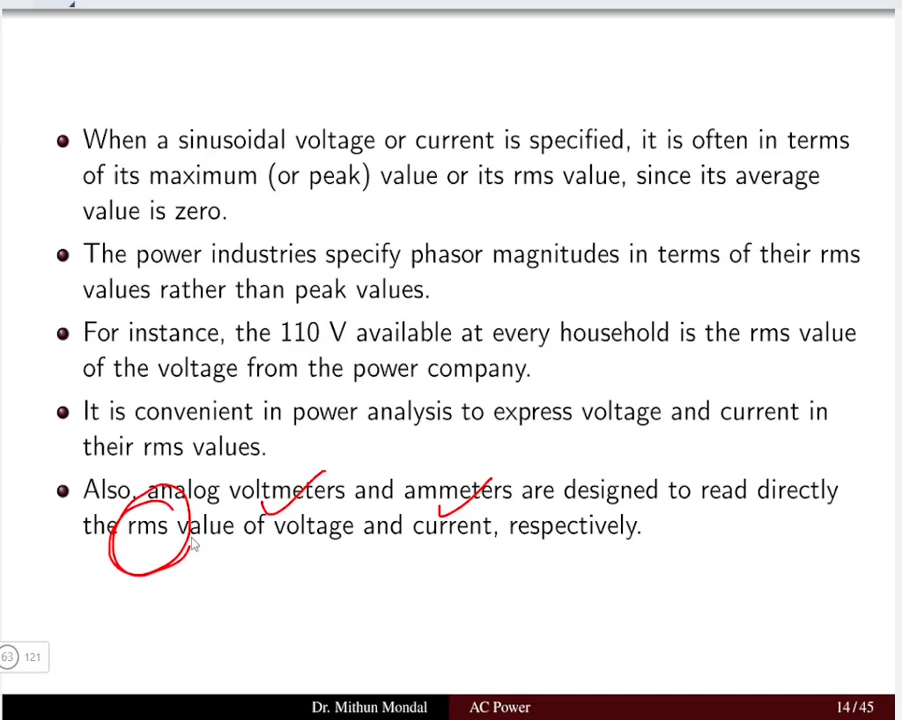 When a sinusoidal voltage or current is specified, it is often in terms
of its maximum (or peak) value or its rms value, since its average
value is zero.
The power industries specify phasor magnitudes in terms of their rms
values rather than peak values.
For instance, the 110 V available at every household is the rms value
of the voltage from the power company.
It is convenient in power analysis to express voltage and current in
their rms values.
Also, analog voltmeters and ammeters are designed to read directly
the rms value of voltage and current, respectively.
63 121
Dr. Mithun Mondal AC Power 14/45